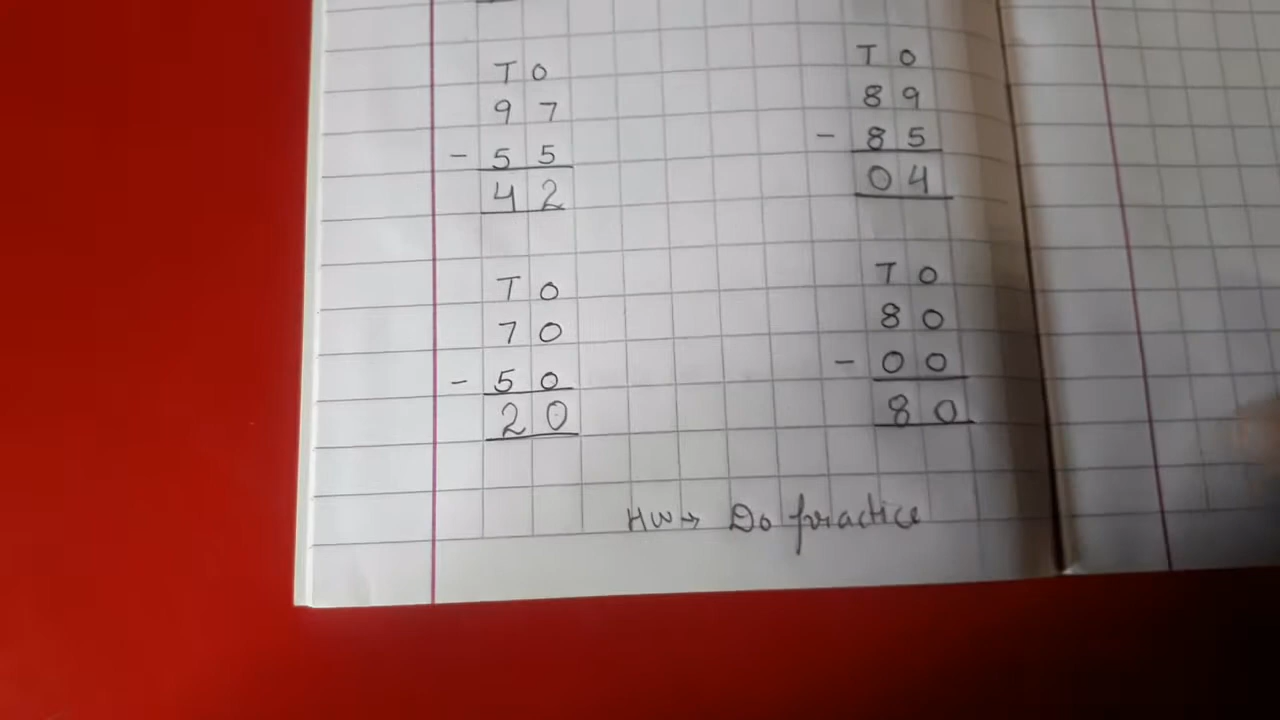 T O
9 7
- 5 5
4 2
T O
8 9
- 8 5
0 4
T O
7 0
- 5 0
2 0
T O
8 0
- 0 0
8 0
HW → Do practice